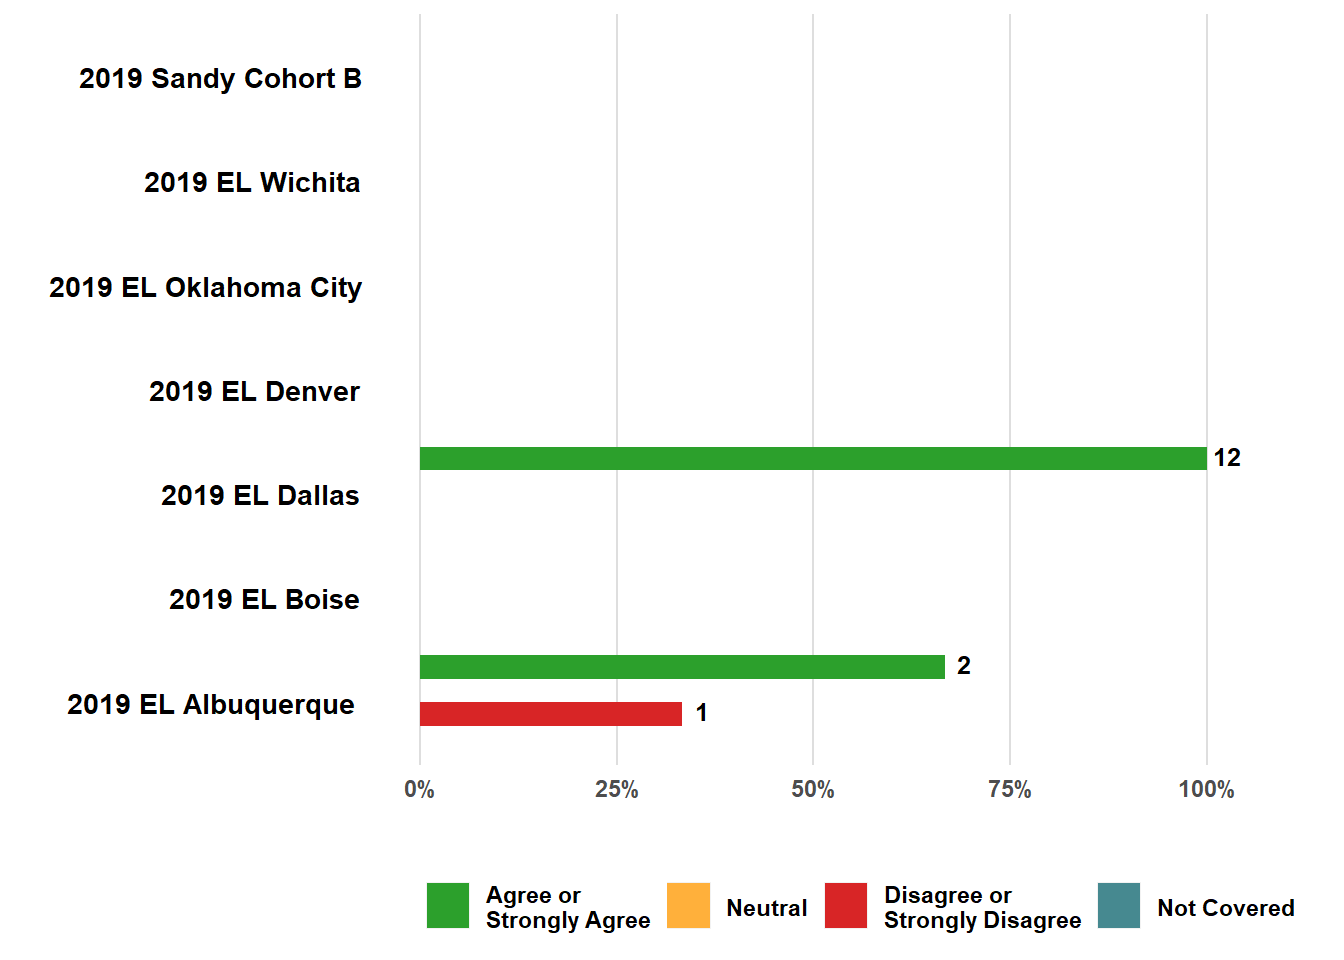 2019 Sandy Cohort B
2019 EL Wichita
2019 EL Oklahoma City
2019 EL Denver
12
2019 EL Dallas
2019 EL Boise
2
2019 EL Albuquerque
1
0% 25% 50% 75% 100%
Agree or
Strongly Agree
Neutral
Disagree or
Strongly Disagree
Not Covered